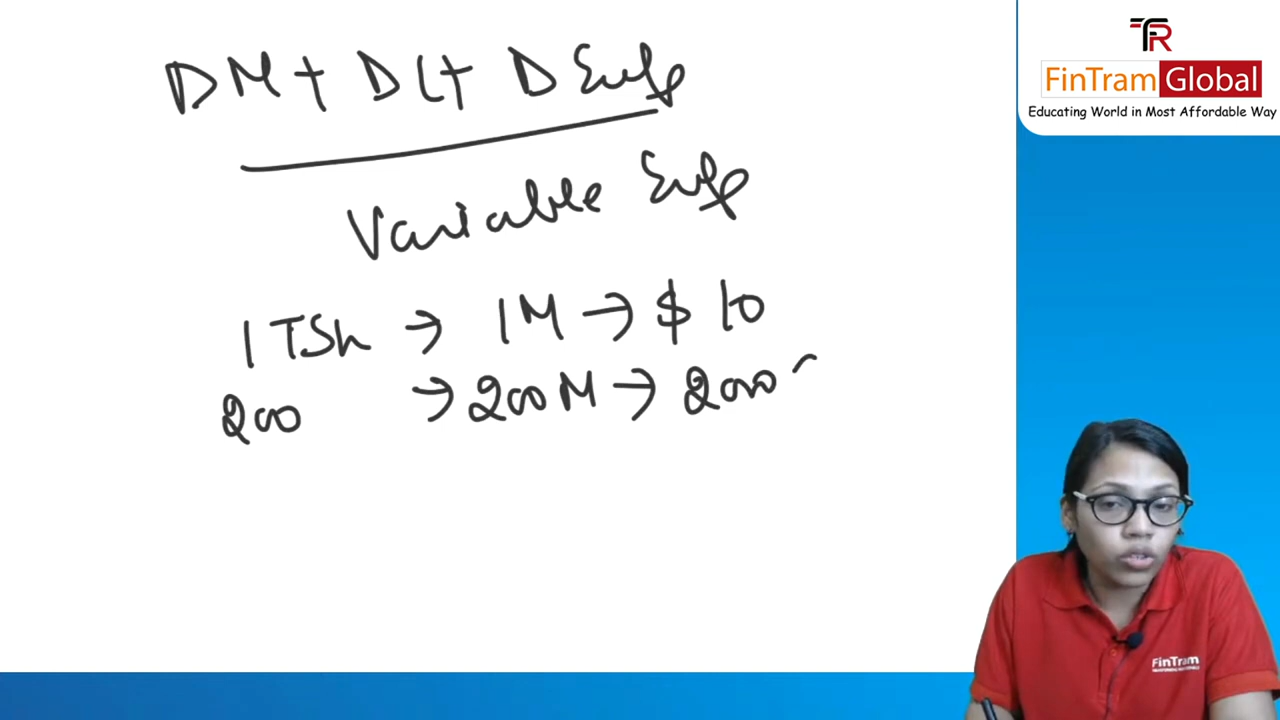 DM + DL + D Exp
Variable Exp
1 TSh → 1M → $ 10
200 → 200M → 2000
TR
FinTram Global
Educating World in Most Affordable Way
FinTram